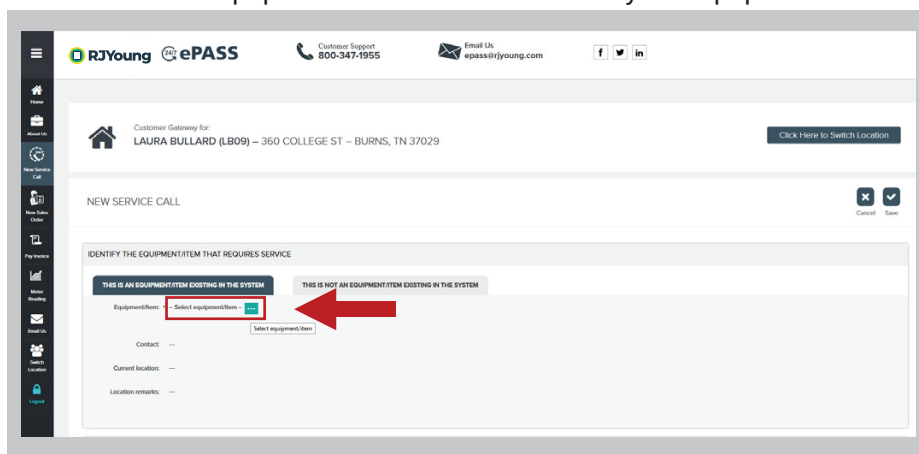 RJYoung 24/7 ePASS
Customer Support
800-347-1955
Email Us
epass@rjyoung.com
f in
Home
About Us
New Service
Call
New Sales
Order
Pay Invoice
Meter
Reading
Email Us
Switch
Location
Logout
Customer Gateway for:
LAURA BULLARD (LB09) – 360 COLLEGE ST – BURNS, TN 37029
Click Here to Switch Location
NEW SERVICE CALL
Cancel Save
IDENTIFY THE EQUIPMENT/ITEM THAT REQUIRES SERVICE
THIS IS AN EQUIPMENT/ITEM EXISTING IN THE SYSTEM
THIS IS NOT AN EQUIPMENT/ITEM EXISTING IN THE SYSTEM
Equipment/Item: * -- Select equipment/item -- ...
Select equipment/item
Contact: —
Current location: —
Location remarks: —